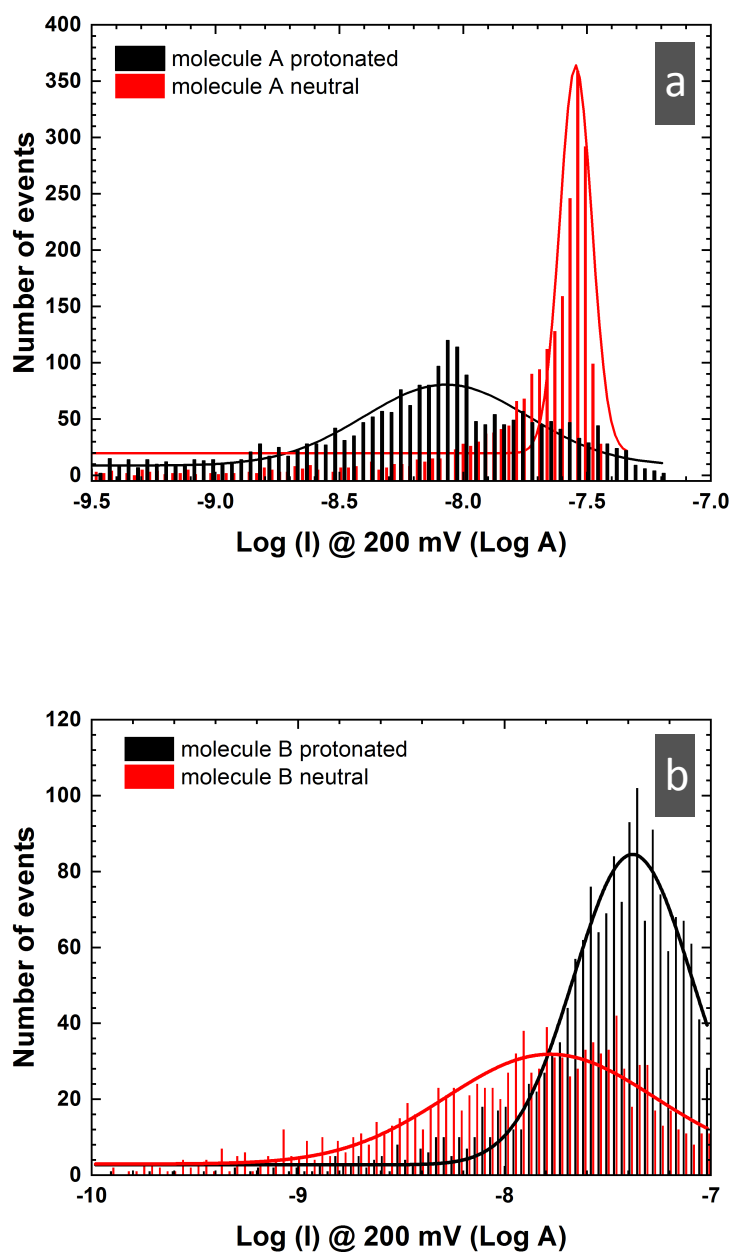 400
350
300
250
200
150
100
50
0
Number of events
molecule A protonated
molecule A neutral
a
-9.5 -9.0 -8.5 -8.0 -7.5 -7.0
Log (I) @ 200 mV (Log A)
120
100
80
60
40
20
0
Number of events
molecule B protonated
molecule B neutral
b
-10 -9 -8 -7
Log (I) @ 200 mV (Log A)